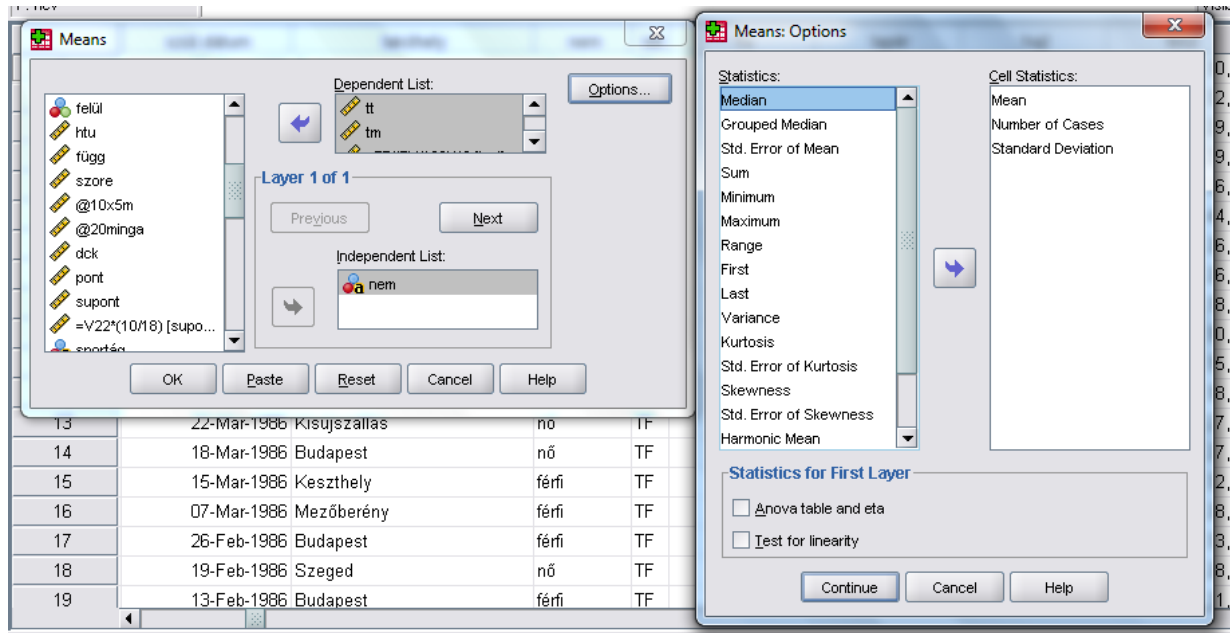 Means
Dependent List:
Options...
felül
htu
függ
szore
@10x5m
@20minga
dck
pont
supont
=V22*(10/18) [supo...
sportág
tt
tm
Layer 1 of 1
Previous
Next
Independent List:
nem
OK
Paste
Reset
Cancel
Help
Means: Options
Statistics:
Median
Grouped Median
Std. Error of Mean
Sum
Minimum
Maximum
Range
First
Last
Variance
Kurtosis
Std. Error of Kurtosis
Skewness
Std. Error of Skewness
Harmonic Mean
Cell Statistics:
Mean
Number of Cases
Standard Deviation
Statistics for First Layer
Anova table and eta
Test for linearity
Continue
Cancel
Help
13 22-Mar-1986 Kisújszállás nő TF
14 18-Mar-1986 Budapest nő TF
15 15-Mar-1986 Keszthely férfi TF
16 07-Mar-1986 Mezőberény férfi TF
17 26-Feb-1986 Budapest férfi TF
18 19-Feb-1986 Szeged nő TF
19 13-Feb-1986 Budapest férfi TF